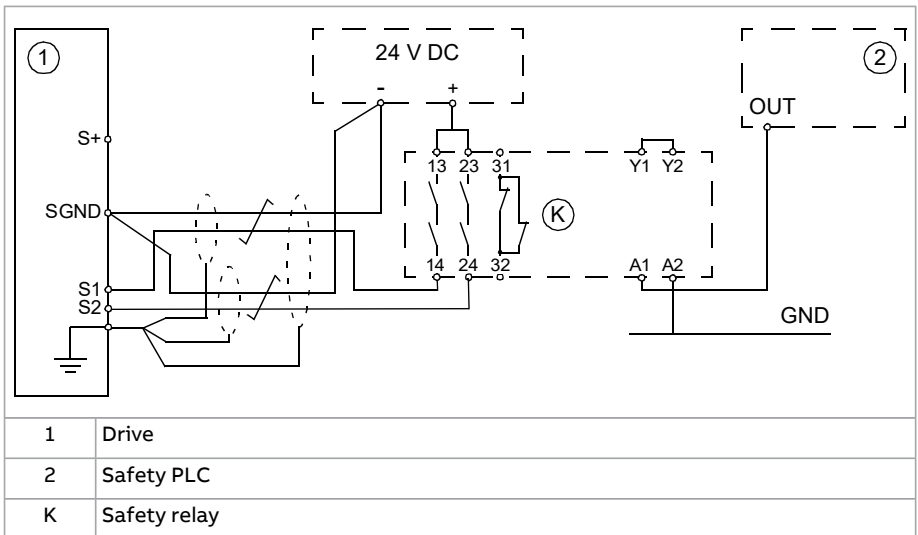 1
24 V DC
2
- +
OUT
S+
13 23 31
Y1 Y2
SGND
K
14 24 32
A1 A2
S1
S2
GND
1 Drive
2 Safety PLC
K Safety relay